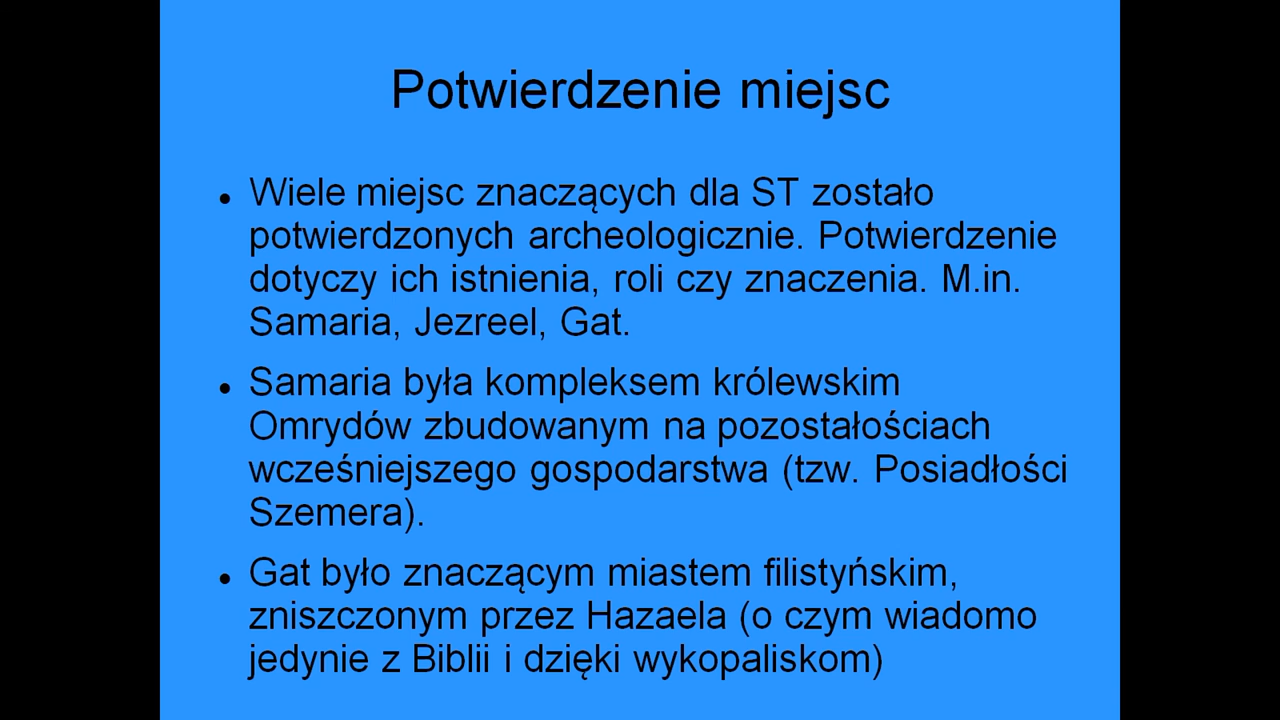 Potwierdzenie miejsc
● Wiele miejsc znaczących dla ST zostało
potwierdzonych archeologicznie. Potwierdzenie
dotyczy ich istnienia, roli czy znaczenia. M.in.
Samaria, Jezreel, Gat.
● Samaria była kompleksem królewskim
Omrydów zbudowanym na pozostałościach
wcześniejszego gospodarstwa (tzw. Posiadłości
Szemera).
● Gat było znaczącym miastem filistyńskim,
zniszczonym przez Hazaela (o czym wiadomo
jedynie z Biblii i dzięki wykopaliskom)